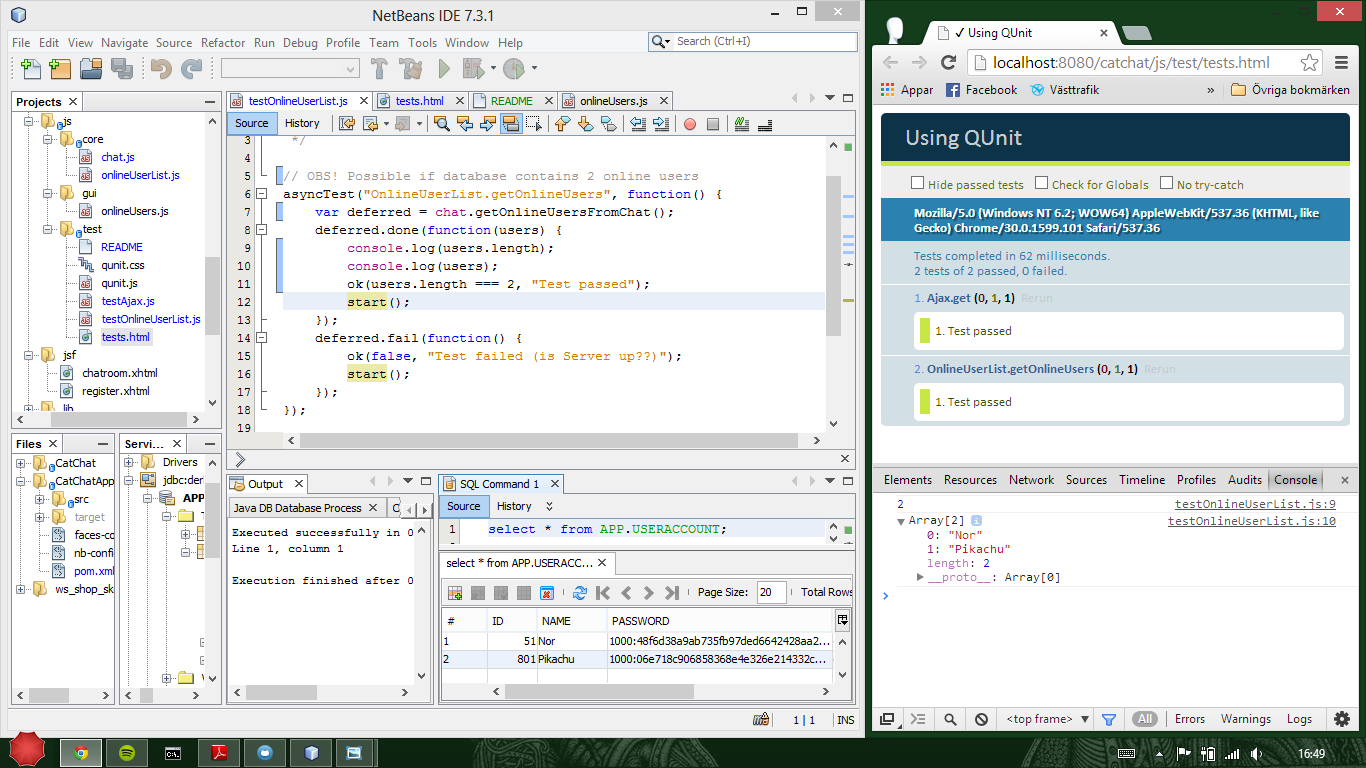 NetBeans IDE 7.3.1
File Edit View Navigate Source Refactor Run Debug Profile Team Tools Window Help
Search (Ctrl+I)
Projects
js
core
chat.js
onlineUserList.js
gui
onlineUsers.js
test
README
qunit.css
qunit.js
testAjax.js
testOnlineUserList.js
tests.html
jsf
chatroom.xhtml
register.xhtml
lib
testOnlineUserList.js tests.html README onlineUsers.js
Source History
3 */
4
5 // OBS! Possible if database contains 2 online users
6 asyncTest("OnlineUserList.getOnlineUsers", function() {
7 var deferred = chat.getOnlineUsersFromChat();
8 deferred.done(function(users) {
9 console.log(users.length);
10 console.log(users);
11 ok(users.length === 2, "Test passed");
12 start();
13 });
14 deferred.fail(function() {
15 ok(false, "Test failed (is Server up??)");
16 start();
17 });
18 });
19
Files
CatChat
CatChatApp
src
target
faces-co
nb-confi
pom.xml
ws_shop_sk
Servi...
Drivers
jdbc:der
APP
Output
Java DB Database Process
Executed successfully in 0
Line 1, column 1
Execution finished after 0
SQL Command 1
Source History
1 select * from APP.USERACCOUNT;
select * from APP.USERACC...
Page Size: 20 Total Rows
# ID NAME PASSWORD
1 51 Nor 1000:48f6d38a9ab735fb97ded6642428aa2...
2 801 Pikachu 1000:06e718c906858368e4e326e214332c...
1 | 1 INS
✓ Using QUnit
localhost:8080/catchat/js/test/tests.html
Appar Facebook Västtrafik » Övriga bokmärken
Using QUnit
Hide passed tests Check for Globals No try-catch
Mozilla/5.0 (Windows NT 6.2; WOW64) AppleWebKit/537.36 (KHTML, like
Gecko) Chrome/30.0.1599.101 Safari/537.36
Tests completed in 62 milliseconds.
2 tests of 2 passed, 0 failed.
1. Ajax.get (0, 1, 1) Rerun
1. Test passed
2. OnlineUserList.getOnlineUsers (0, 1, 1) Rerun
1. Test passed
Elements Resources Network Sources Timeline Profiles Audits Console
2 testOnlineUserList.js:9
Array[2] testOnlineUserList.js:10
0: "Nor"
1: "Pikachu"
length: 2
__proto__: Array[0]
<top frame> All Errors Warnings Logs
16:49